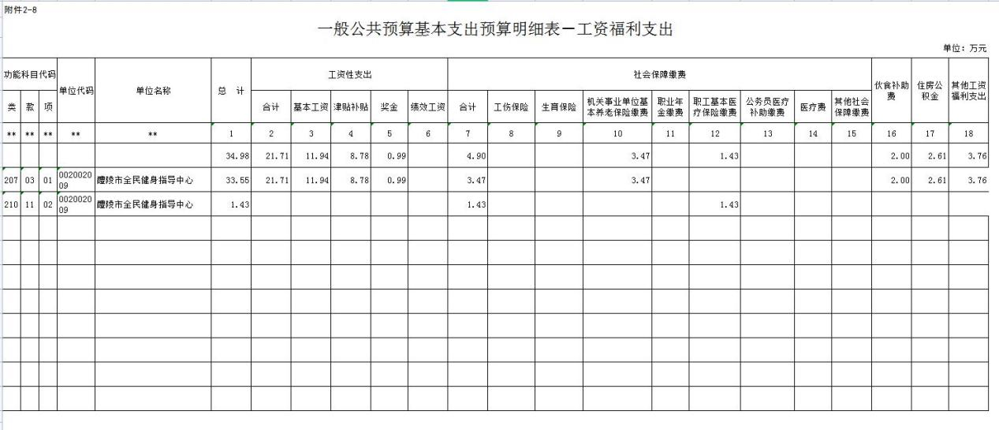 附件2-8
一般公共预算基本支出预算明细表－工资福利支出
单位：万元
功能科目代码 单位代码 单位名称 总 计 工资性支出 社会保障缴费 伙食补助费 住房公积金 其他工资福利支出
类 款 项 合计 基本工资 津贴补贴 奖金 绩效工资 合计 工伤保险 生育保险 机关事业单位基本养老保险缴费 职业年金缴费 职工基本医疗保险缴费 公务员医疗补助缴费 医疗费 其他社会保障缴费
** ** ** ** ** 1 2 3 4 5 6 7 8 9 10 11 12 13 14 15 16 17 18
34.98 21.71 11.94 8.78 0.99 4.90 3.47 1.43 2.00 2.61 3.76
207 03 01 002002009 醴陵市全民健身指导中心 33.55 21.71 11.94 8.78 0.99 3.47 3.47 2.00 2.61 3.76
210 11 02 002002009 醴陵市全民健身指导中心 1.43 1.43 1.43